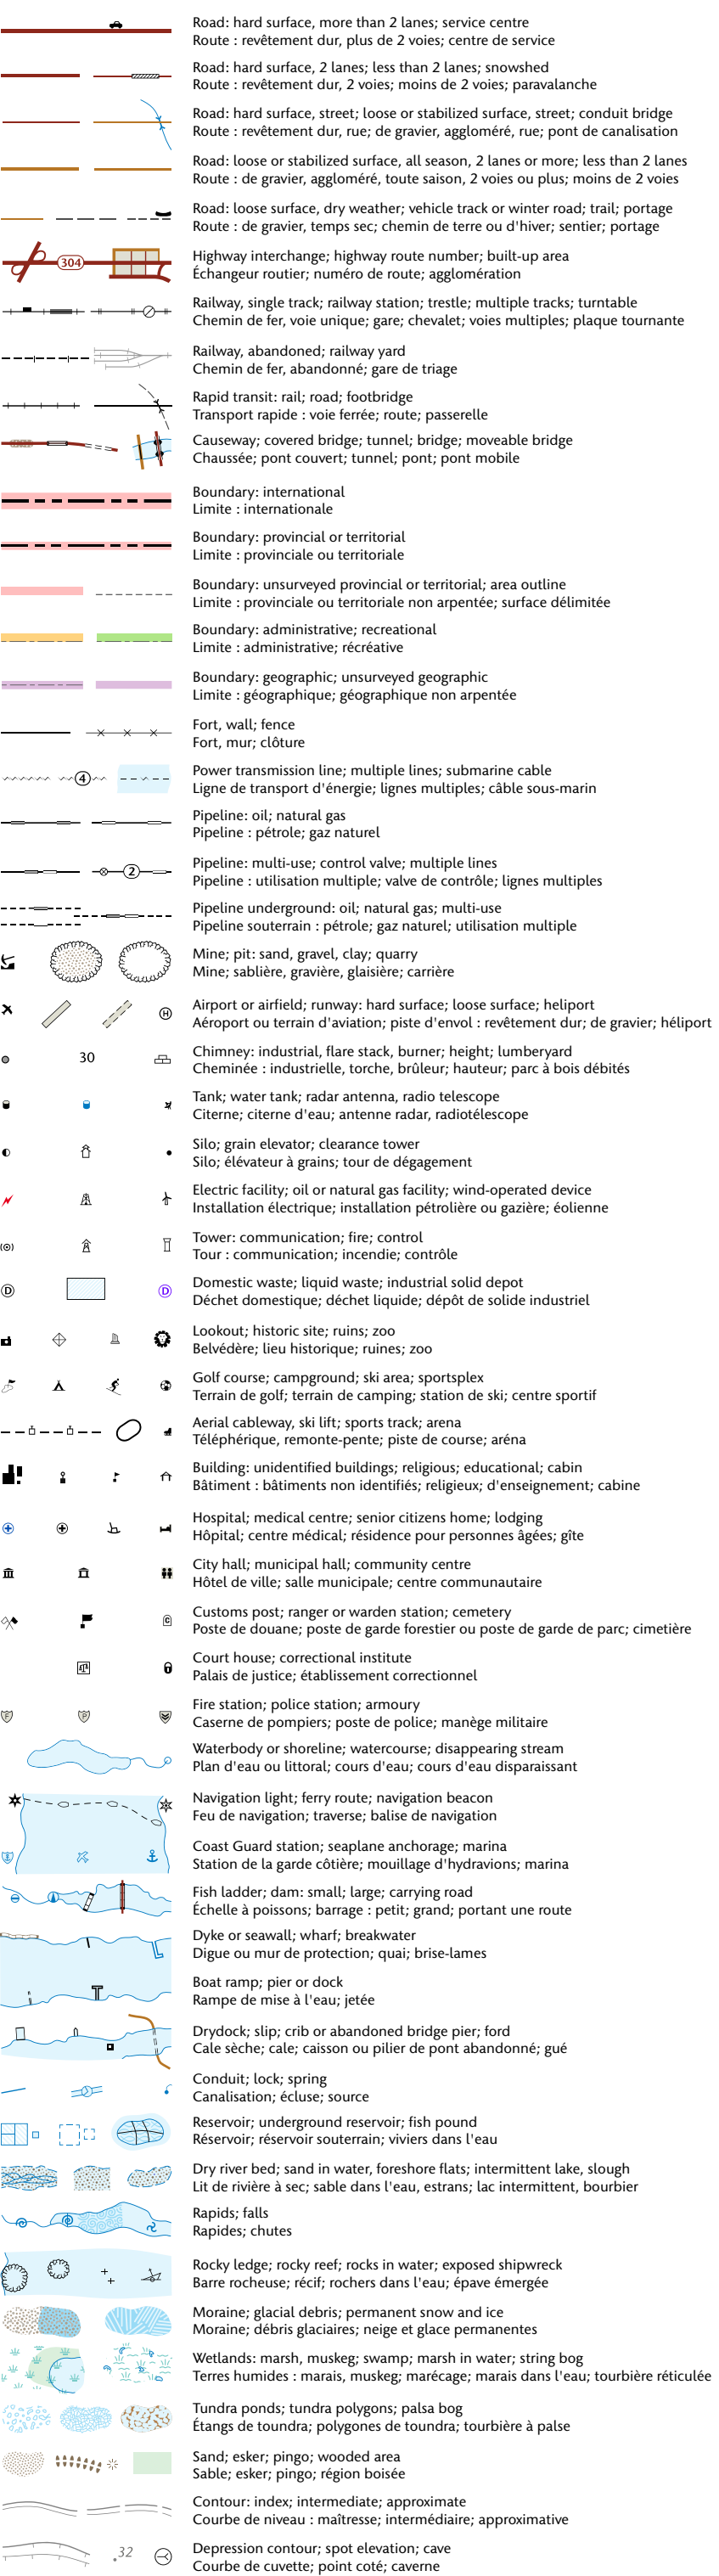 Road: hard surface, more than 2 lanes; service centre
Route : revêtement dur, plus de 2 voies; centre de service
Road: hard surface, 2 lanes; less than 2 lanes; snowshed
Route : revêtement dur, 2 voies; moins de 2 voies; paravalanche
Road: hard surface, street; loose or stabilized surface, street; conduit bridge
Route : revêtement dur, rue; de gravier, aggloméré, rue; pont de canalisation
Road: loose or stabilized surface, all season, 2 lanes or more; less than 2 lanes
Route : de gravier, aggloméré, toute saison, 2 voies ou plus; moins de 2 voies
Road: loose surface, dry weather; vehicle track or winter road; trail; portage
Route : de gravier, temps sec; chemin de terre ou d'hiver; sentier; portage
304
Highway interchange; highway route number; built-up area
Échangeur routier; numéro de route; agglomération
Railway, single track; railway station; trestle; multiple tracks; turntable
Chemin de fer, voie unique; gare; chevalet; voies multiples; plaque tournante
Railway, abandoned; railway yard
Chemin de fer, abandonné; gare de triage
Rapid transit: rail; road; footbridge
Transport rapide : voie ferrée; route; passerelle
Causeway; covered bridge; tunnel; bridge; moveable bridge
Chaussée; pont couvert; tunnel; pont; pont mobile
Boundary: international
Limite : internationale
Boundary: provincial or territorial
Limite : provinciale ou territoriale
Boundary: unsurveyed provincial or territorial; area outline
Limite : provinciale ou territoriale non arpentée; surface délimitée
Boundary: administrative; recreational
Limite : administrative; récréative
Boundary: geographic; unsurveyed geographic
Limite : géographique; géographique non arpentée
Fort, wall; fence
Fort, mur; clôture
4
Power transmission line; multiple lines; submarine cable
Ligne de transport d'énergie; lignes multiples; câble sous-marin
Pipeline: oil; natural gas
Pipeline : pétrole; gaz naturel
2
Pipeline: multi-use; control valve; multiple lines
Pipeline : utilisation multiple; valve de contrôle; lignes multiples
Pipeline underground: oil; natural gas; multi-use
Pipeline souterrain : pétrole; gaz naturel; utilisation multiple
Mine; pit: sand, gravel, clay; quarry
Mine; sablière, gravière, glaisière; carrière
H
Airport or airfield; runway: hard surface; loose surface; heliport
Aéroport ou terrain d'aviation; piste d'envol : revêtement dur; de gravier; héliport
30
Chimney: industrial, flare stack, burner; height; lumberyard
Cheminée : industrielle, torche, brûleur; hauteur; parc à bois débités
Tank; water tank; radar antenna, radio telescope
Citerne; citerne d'eau; antenne radar, radiotélescope
Silo; grain elevator; clearance tower
Silo; élévateur à grains; tour de dégagement
Electric facility; oil or natural gas facility; wind-operated device
Installation électrique; installation pétrolière ou gazière; éolienne
Tower: communication; fire; control
Tour : communication; incendie; contrôle
D D
Domestic waste; liquid waste; industrial solid depot
Déchet domestique; déchet liquide; dépôt de solide industriel
Lookout; historic site; ruins; zoo
Belvédère; lieu historique; ruines; zoo
Golf course; campground; ski area; sportsplex
Terrain de golf; terrain de camping; station de ski; centre sportif
Aerial cableway, ski lift; sports track; arena
Téléphérique, remonte-pente; piste de course; aréna
Building: unidentified buildings; religious; educational; cabin
Bâtiment : bâtiments non identifiés; religieux; d'enseignement; cabine
Hospital; medical centre; senior citizens home; lodging
Hôpital; centre médical; résidence pour personnes âgées; gîte
City hall; municipal hall; community centre
Hôtel de ville; salle municipale; centre communautaire
C
Customs post; ranger or warden station; cemetery
Poste de douane; poste de garde forestier ou poste de garde de parc; cimetière
Court house; correctional institute
Palais de justice; établissement correctionnel
F P
Fire station; police station; armoury
Caserne de pompiers; poste de police; manège militaire
Waterbody or shoreline; watercourse; disappearing stream
Plan d'eau ou littoral; cours d'eau; cours d'eau disparaissant
Navigation light; ferry route; navigation beacon
Feu de navigation; traverse; balise de navigation
Coast Guard station; seaplane anchorage; marina
Station de la garde côtière; mouillage d'hydravions; marina
Fish ladder; dam: small; large; carrying road
Échelle à poissons; barrage : petit; grand; portant une route
Dyke or seawall; wharf; breakwater
Digue ou mur de protection; quai; brise-lames
Boat ramp; pier or dock
Rampe de mise à l'eau; jetée
Drydock; slip; crib or abandoned bridge pier; ford
Cale sèche; cale; caisson ou pilier de pont abandonné; gué
Conduit; lock; spring
Canalisation; écluse; source
Reservoir; underground reservoir; fish pound
Réservoir; réservoir souterrain; viviers dans l'eau
Dry river bed; sand in water, foreshore flats; intermittent lake, slough
Lit de rivière à sec; sable dans l'eau, estrans; lac intermittent, bourbier
Rapids; falls
Rapides; chutes
Rocky ledge; rocky reef; rocks in water; exposed shipwreck
Barre rocheuse; récif; rochers dans l'eau; épave émergée
Moraine; glacial debris; permanent snow and ice
Moraine; débris glaciaires; neige et glace permanentes
Wetlands: marsh, muskeg; swamp; marsh in water; string bog
Terres humides : marais, muskeg; marécage; marais dans l'eau; tourbière réticulée
Tundra ponds; tundra polygons; palsa bog
Étangs de toundra; polygones de toundra; tourbière à palse
Sand; esker; pingo; wooded area
Sable; esker; pingo; région boisée
Contour: index; intermediate; approximate
Courbe de niveau : maîtresse; intermédiaire; approximative
.32
Depression contour; spot elevation; cave
Courbe de cuvette; point coté; caverne